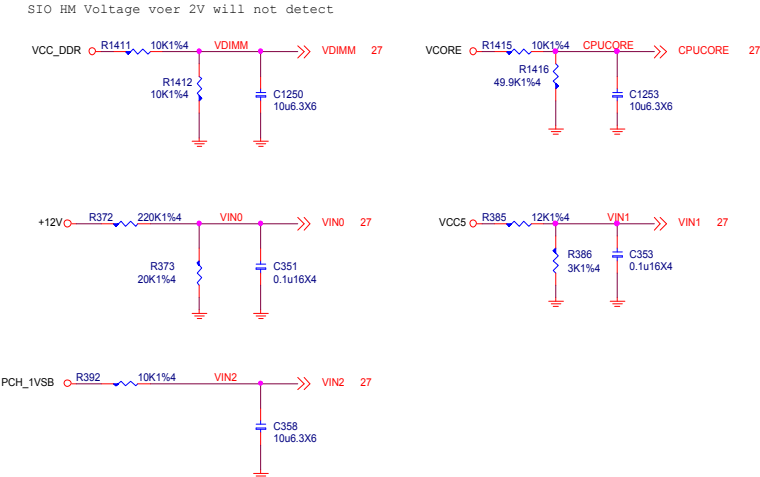 SIO HM Voltage voer 2V will not detect
VCC_DDR R1411 10K1%4 VDIMM VDIMM 27
R1412
10K1%4
C1250
10u6.3X6
VCORE R1415 10K1%4 CPUCORE CPUCORE 27
R1416
49.9K1%4
C1253
10u6.3X6
+12V R372 220K1%4 VIN0 VIN0 27
R373
20K1%4
C351
0.1u16X4
VCC5 R385 12K1%4 VIN1 VIN1 27
R386
3K1%4
C353
0.1u16X4
PCH_1VSB R392 10K1%4 VIN2 VIN2 27
C358
10u6.3X6